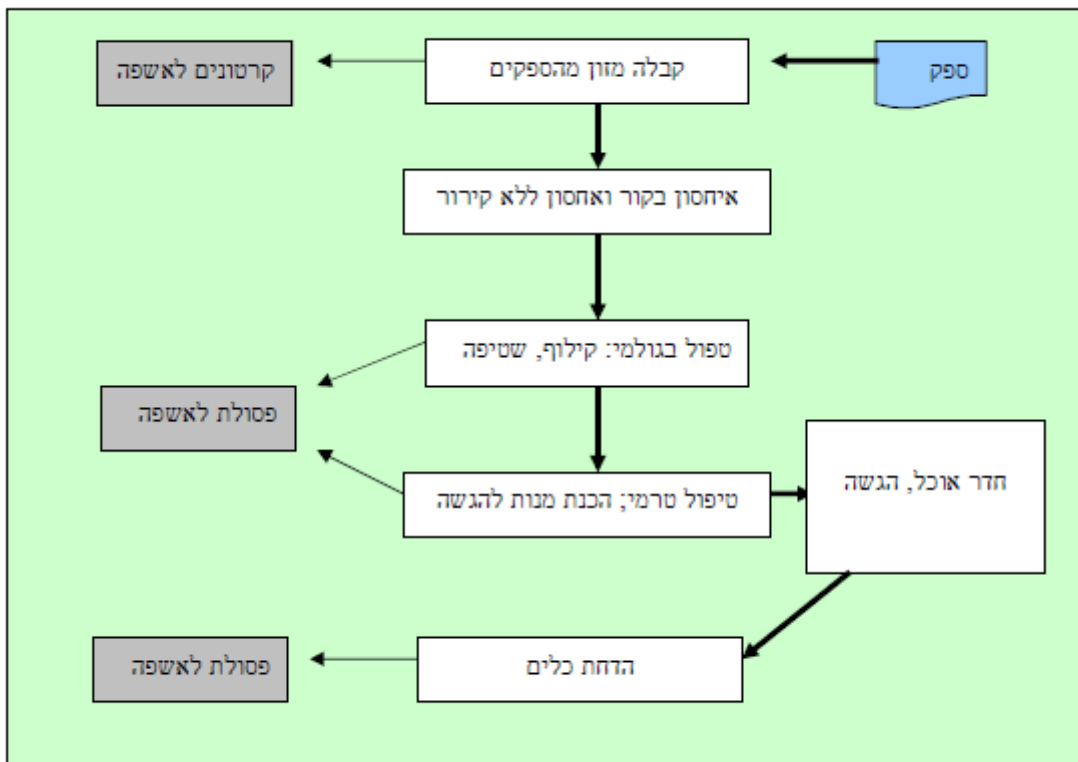 ספק
קבלה מזון מהספקים
קרטונים לאשפה
איחסון בקור ואחסון ללא קירור
טפול בגולמי: קילוף, שטיפה
פסולת לאשפה
טיפול טרמי; הכנת מנות להגשה
חדר אוכל, הגשה
הדחת כלים
פסולת לאשפה